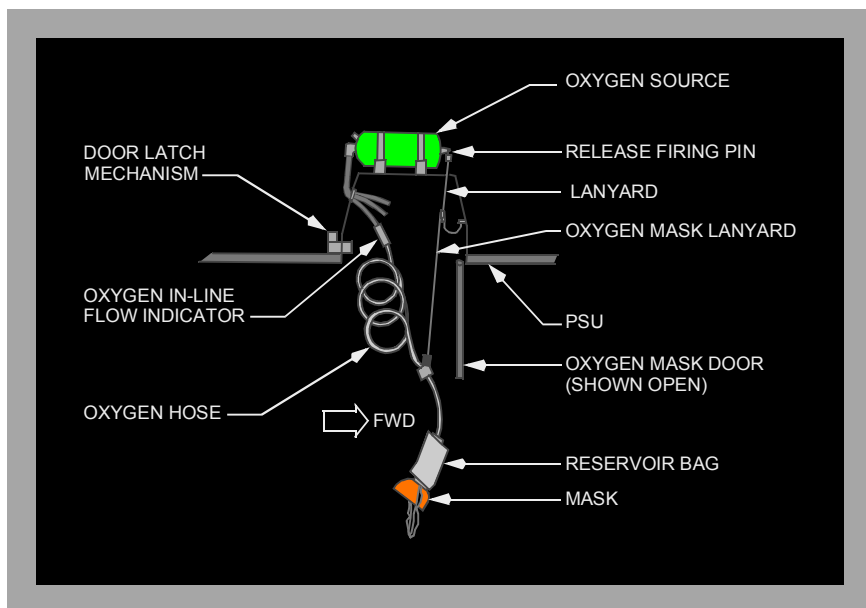 OXYGEN SOURCE
DOOR LATCH
MECHANISM
RELEASE FIRING PIN
LANYARD
OXYGEN MASK LANYARD
OXYGEN IN-LINE
FLOW INDICATOR
PSU
OXYGEN MASK DOOR
(SHOWN OPEN)
OXYGEN HOSE
FWD
RESERVOIR BAG
MASK